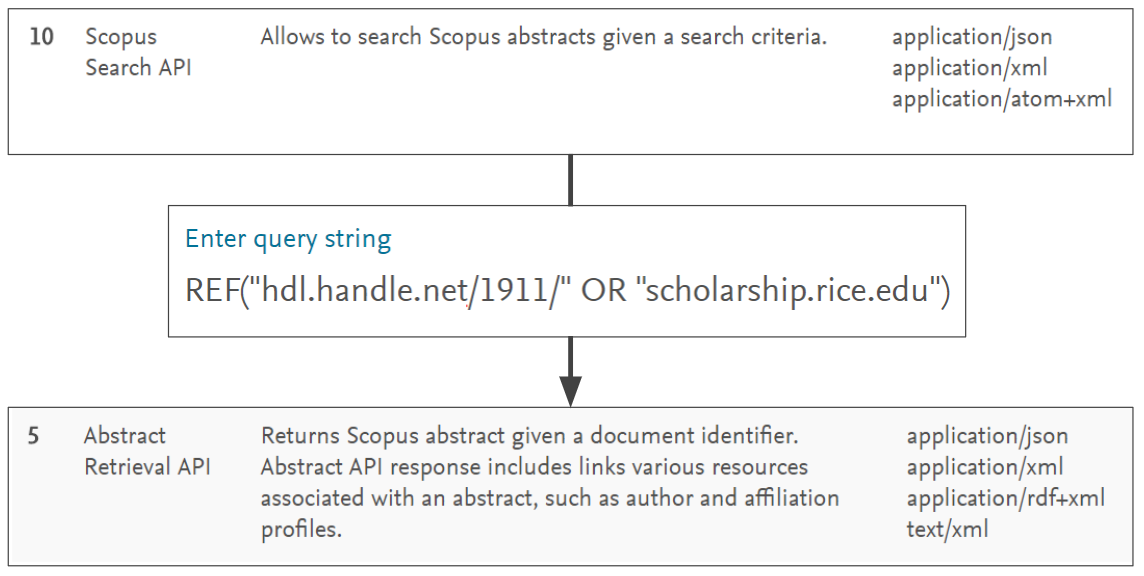 10 Scopus Allows to search Scopus abstracts given a search criteria. application/json
Search API application/xml
application/atom+xml
Enter query string
REF("hdl.handle.net/1911/" OR "scholarship.rice.edu")
5 Abstract Returns Scopus abstract given a document identifier. application/json
Retrieval API Abstract API response includes links various resources application/xml
associated with an abstract, such as author and affiliation application/rdf+xml
profiles. text/xml